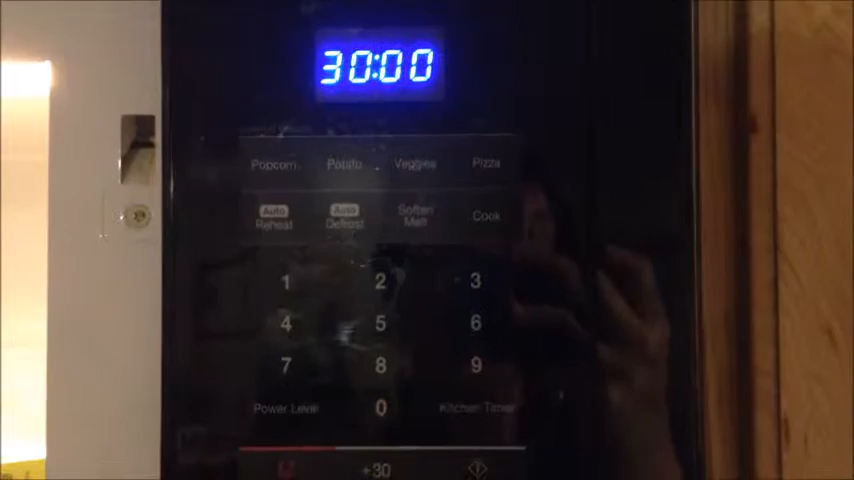 30:00
Popcorn Potato Veggies Pizza
Auto Reheat Auto Defrost Soften Melt Cook
1 2 3
4 5 6
7 8 9
Power Level 0 Kitchen Timer
+30